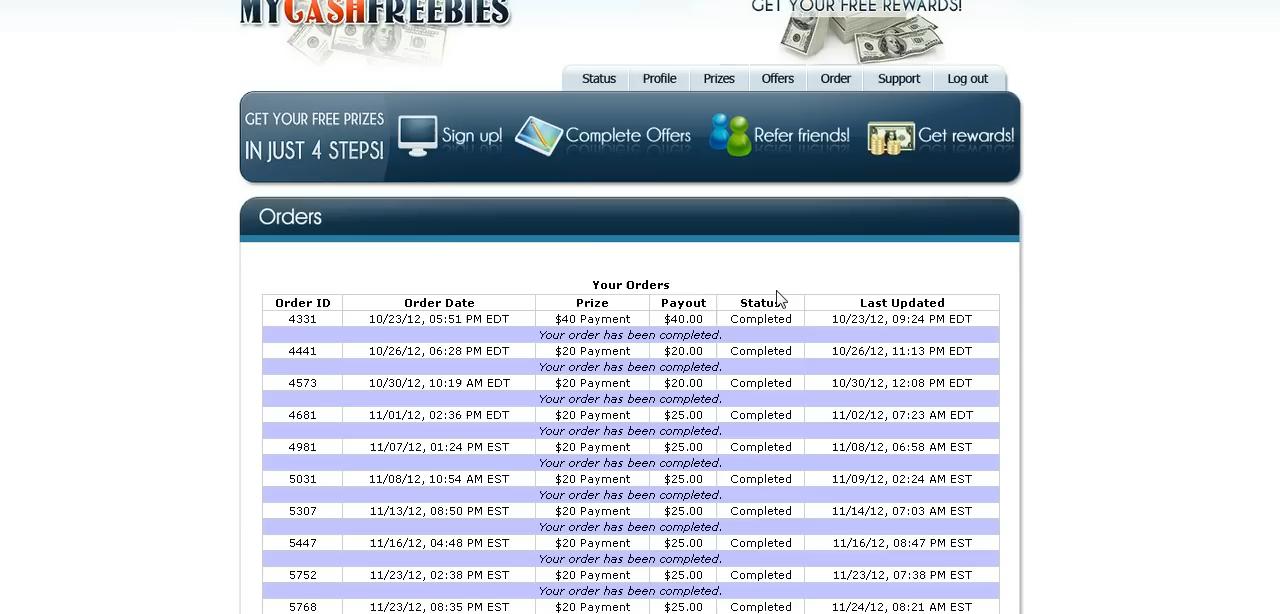 MYCASHFREEBIES
GET YOUR FREE REWARDS!
Status Profile Prizes Offers Order Support Log out
GET YOUR FREE PRIZES
IN JUST 4 STEPS!
Sign up! Complete Offers Refer friends! Get rewards!
Orders
Your Orders
Order ID Order Date Prize Payout Status Last Updated
4331 10/23/12, 05:51 PM EDT $40 Payment $40.00 Completed 10/23/12, 09:24 PM EDT
Your order has been completed.
4441 10/26/12, 06:28 PM EDT $20 Payment $20.00 Completed 10/26/12, 11:13 PM EDT
Your order has been completed.
4573 10/30/12, 10:19 AM EDT $20 Payment $20.00 Completed 10/30/12, 12:08 PM EDT
Your order has been completed.
4681 11/01/12, 02:36 PM EDT $20 Payment $25.00 Completed 11/02/12, 07:23 AM EDT
Your order has been completed.
4981 11/07/12, 01:24 PM EST $20 Payment $25.00 Completed 11/08/12, 06:58 AM EST
Your order has been completed.
5031 11/08/12, 10:54 AM EST $20 Payment $25.00 Completed 11/09/12, 02:24 AM EST
Your order has been completed.
5307 11/13/12, 08:50 PM EST $20 Payment $25.00 Completed 11/14/12, 07:03 AM EST
Your order has been completed.
5447 11/16/12, 04:48 PM EST $20 Payment $25.00 Completed 11/16/12, 08:47 PM EST
Your order has been completed.
5752 11/23/12, 02:38 PM EST $20 Payment $25.00 Completed 11/23/12, 07:38 PM EST
Your order has been completed.
5768 11/23/12, 08:35 PM EST $20 Payment $25.00 Completed 11/24/12, 08:21 AM EST